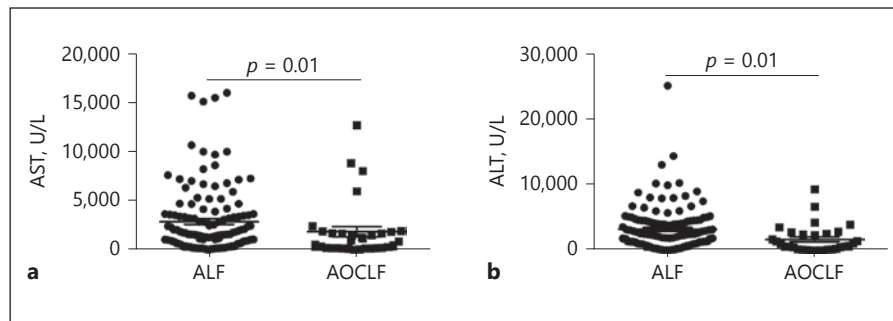 20,000
15,000
10,000
5,000
0
AST, U/L
p = 0.01
ALF
AOCLF
a
30,000
20,000
10,000
0
ALT, U/L
p = 0.01
ALF
AOCLF
b